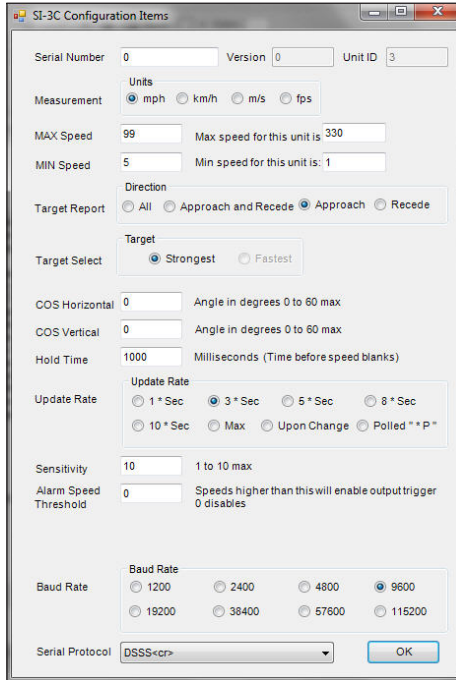 SI-3C Configuration Items
Serial Number 0 Version 0 Unit ID 3
Units
Measurement mph km/h m/s fps
MAX Speed 99 Max speed for this unit is 330
MIN Speed 5 Min speed for this unit is: 1
Direction
Target Report All Approach and Recede Approach Recede
Target
Target Select Strongest Fastest
COS Horizontal 0 Angle in degrees 0 to 60 max
COS Vertical 0 Angle in degrees 0 to 60 max
Hold Time 1000 Milliseconds (Time before speed blanks)
Update Rate
Update Rate 1 * Sec 3 * Sec 5 * Sec 8 * Sec
10 * Sec Max Upon Change Polled " * P "
Sensitivity 10 1 to 10 max
Alarm Speed Threshold 0 Speeds higher than this will enable output trigger
0 disables
Baud Rate
Baud Rate 1200 2400 4800 9600
19200 38400 57600 115200
Serial Protocol DSSS<cr> OK